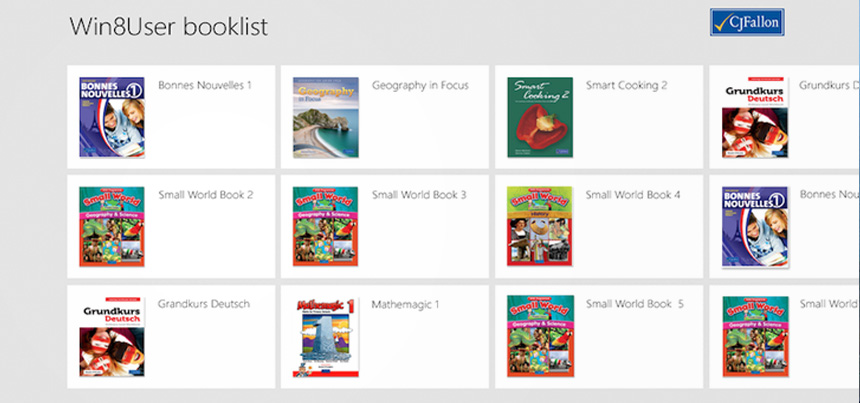 Win8User booklist
CJFallon
BONNES
NOUVELLES 1
Bonnes Nouvelles 1
Geography
in Focus
Geography in Focus
Smart
Cooking 2
Smart Cooking 2
Grundkurs
Deutsch
Grundkurs D
Small World
Geography & Science
Small World Book 2
Small World
Geography & Science
Small World Book 3
Small World
History
Small World Book 4
BONNES
NOUVELLES 1
Bonnes Nou
Grundkurs
Deutsch
Grandkurs Deutsch
Mathemagic 1
Mathemagic 1
Small World
Geography & Science
Small World Book 5
Small World
Geography & Science
Small World